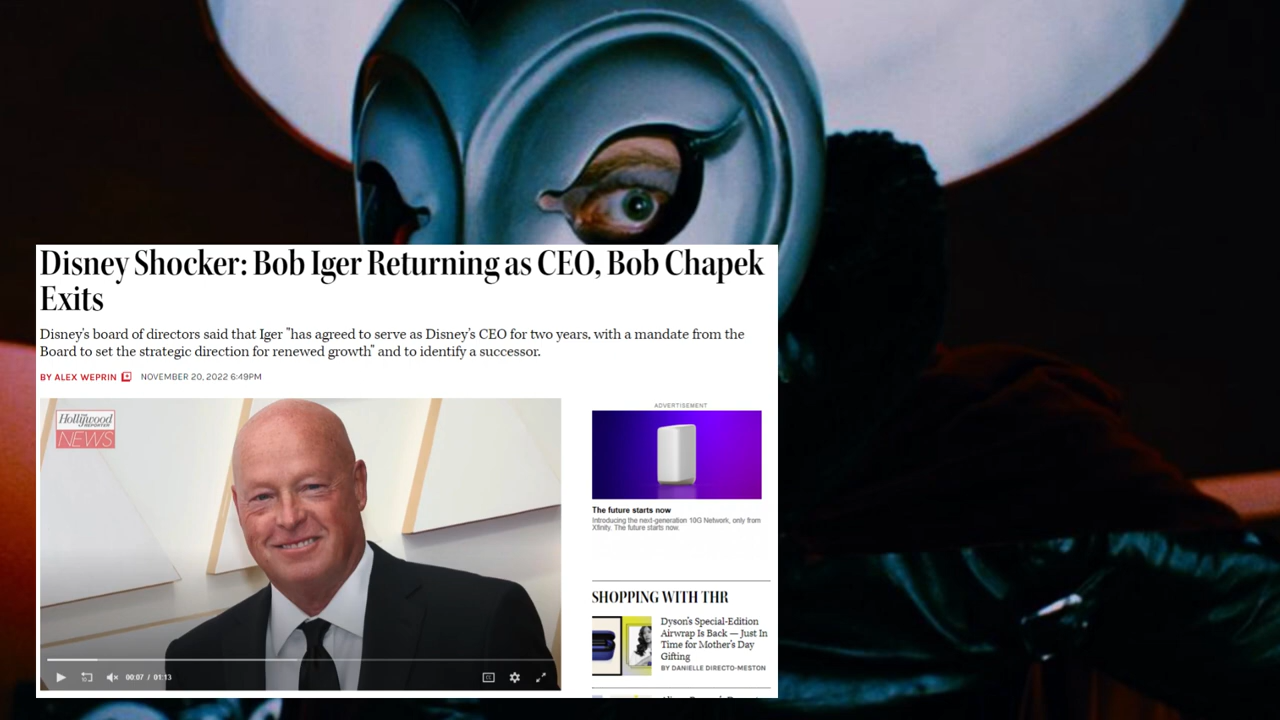 Disney Shocker: Bob Iger Returning as CEO, Bob Chapek
Exits
Disney's board of directors said that Iger "has agreed to serve as Disney's CEO for two years, with a mandate from the
Board to set the strategic direction for renewed growth" and to identify a successor.
BY ALEX WEPRIN
NOVEMBER 20, 2022 6:49PM
Hollywood
REPORTER
NEWS
00:07 / 01:13
ADVERTISEMENT
The future starts now
Introducing the next-generation 10G Network, only from
Xfinity. The future starts now.
SHOPPING WITH THR
Dyson's Special-Edition
Airwrap Is Back — Just In
Time for Mother's Day
Gifting
BY DANIELLE DIRECTO-MESTON